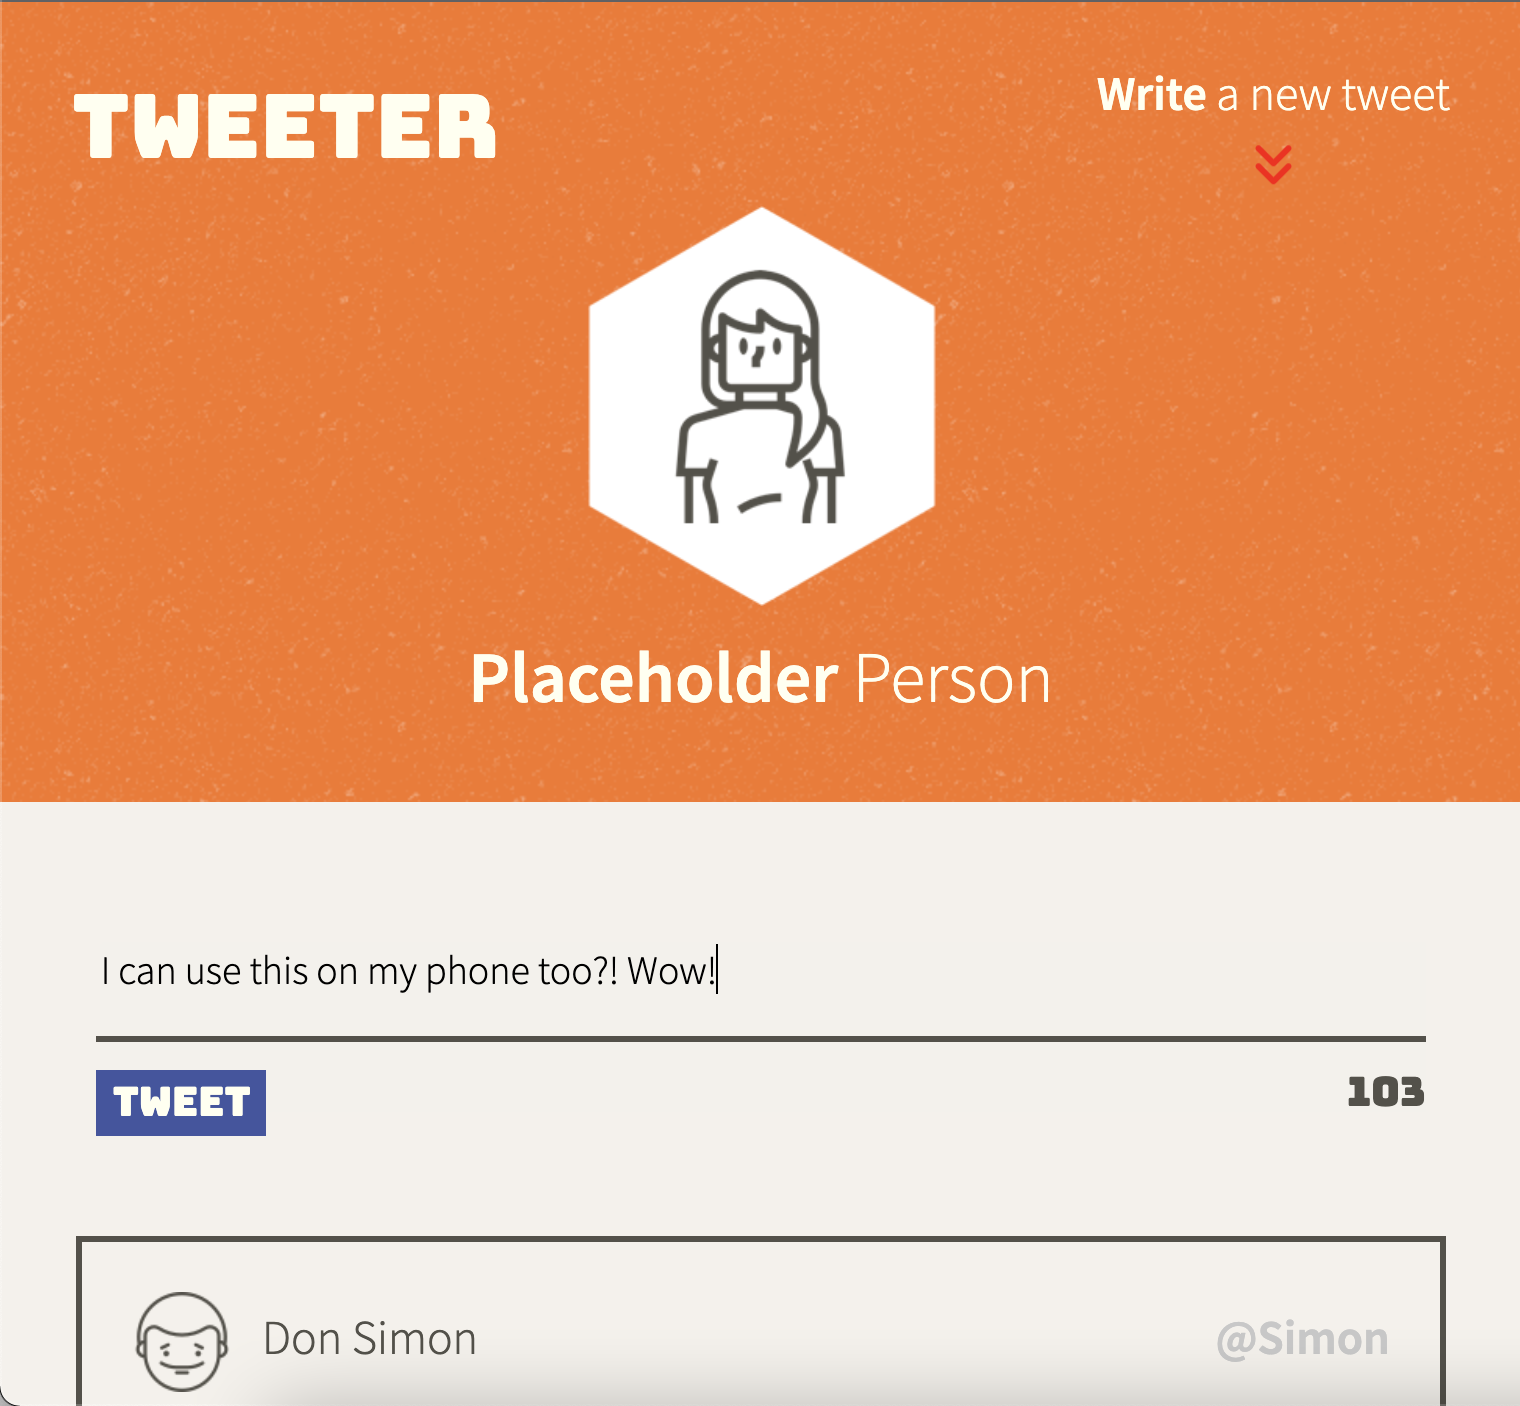 TWEETER
Write a new tweet
Placeholder Person
I can use this on my phone too?! Wow!
TWEET
103
Don Simon
@Simon